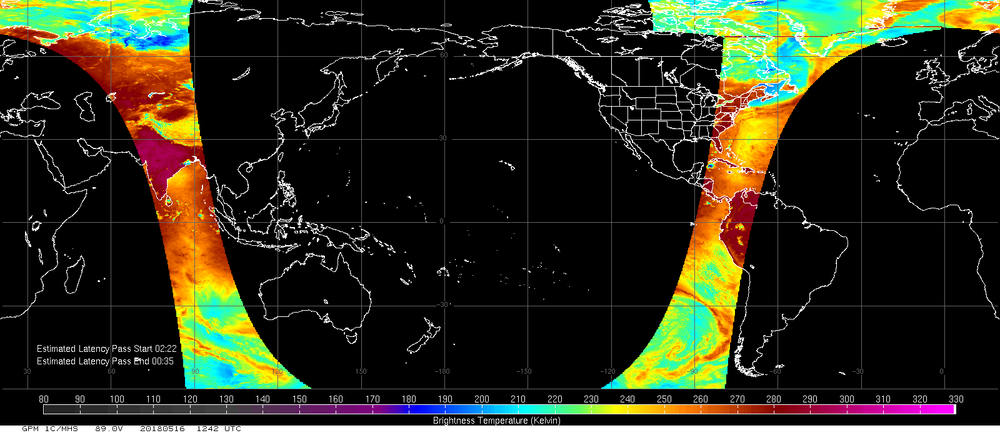 60
30
0
-30
Estimated Latency Pass Start 02:22
Estimated Latency Pass End 00:35
30 60 90 120 150 -180 -150 -120 -90 -60 -30 0
80 90 100 110 120 130 140 150 160 170 180 190 200 210 220 230 240 250 260 270 280 290 300 310 320 330
Brightness Temperature (Kelvin)
GPM 1C/MHS 89.0V 20180516 1242 UTC